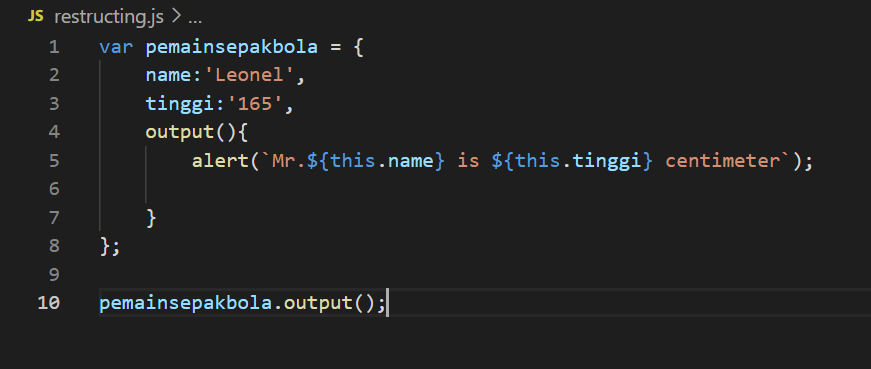 JS restructing.js > ...
1 var pemainsepakbola = {
2     name:'Leonel',
3     tinggi:'165',
4     output(){
5         alert(`Mr.${this.name} is ${this.tinggi} centimeter`);
6
7     }
8 };
9
10 pemainsepakbola.output();